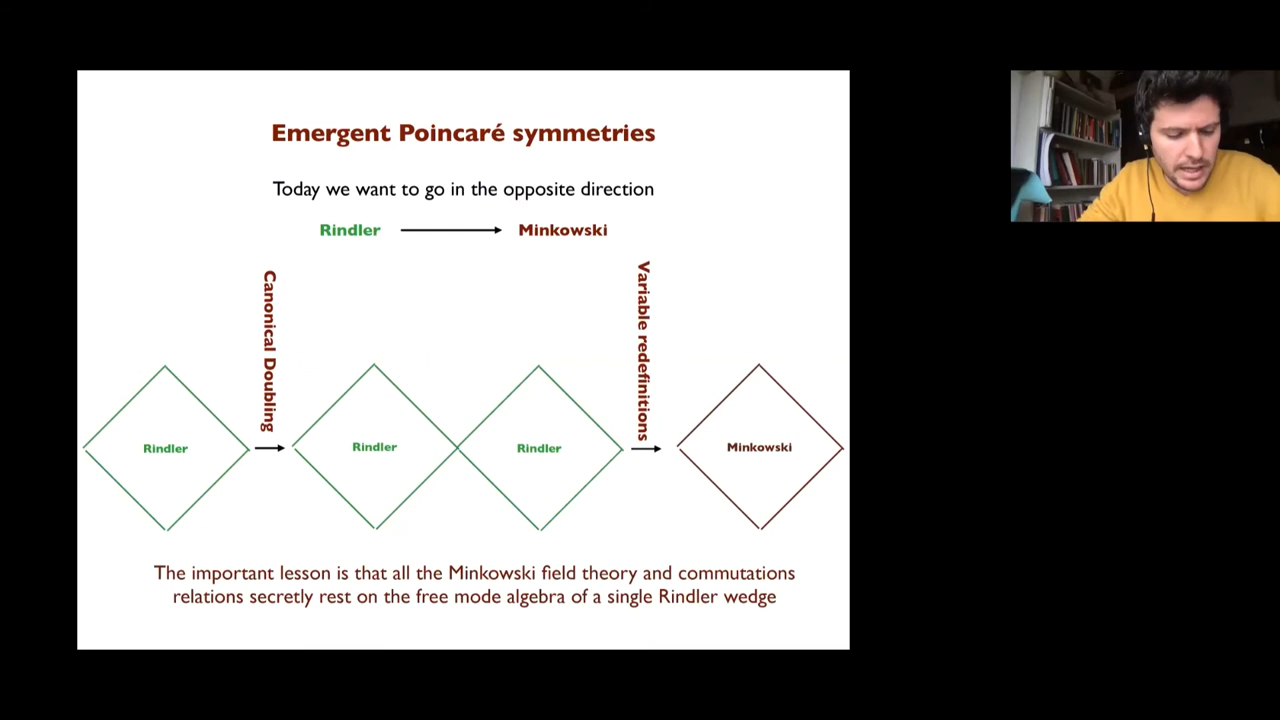 Emergent Poincaré symmetries
Today we want to go in the opposite direction
Rindler
Minkowski
Canonical Doubling
Variable redefinitions
Rindler
Rindler
Rindler
Minkowski
The important lesson is that all the Minkowski field theory and commutations
relations secretly rest on the free mode algebra of a single Rindler wedge